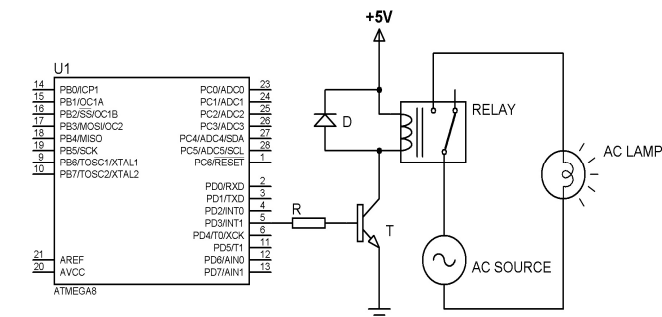 +5V
U1
14 PB0/ICP1 PC0/ADC0 23
15 PB1/OC1A PC1/ADC1 24
16 PB2/SS/OC1B PC2/ADC2 25
17 PB3/MOSI/OC2 PC3/ADC3 26
18 PB4/MISO PC4/ADC4/SDA 27
19 PB5/SCK PC5/ADC5/SCL 28
9 PB6/TOSC1/XTAL1 PC6/RESET 1
10 PB7/TOSC2/XTAL2
PD0/RXD 2
PD1/TXD 3
PD2/INT0 4
PD3/INT1 5
PD4/T0/XCK 6
PD5/T1 11
21 AREF PD6/AIN0 12
20 AVCC PD7/AIN1 13
ATMEGA8
R
D
T
RELAY
AC LAMP
AC SOURCE